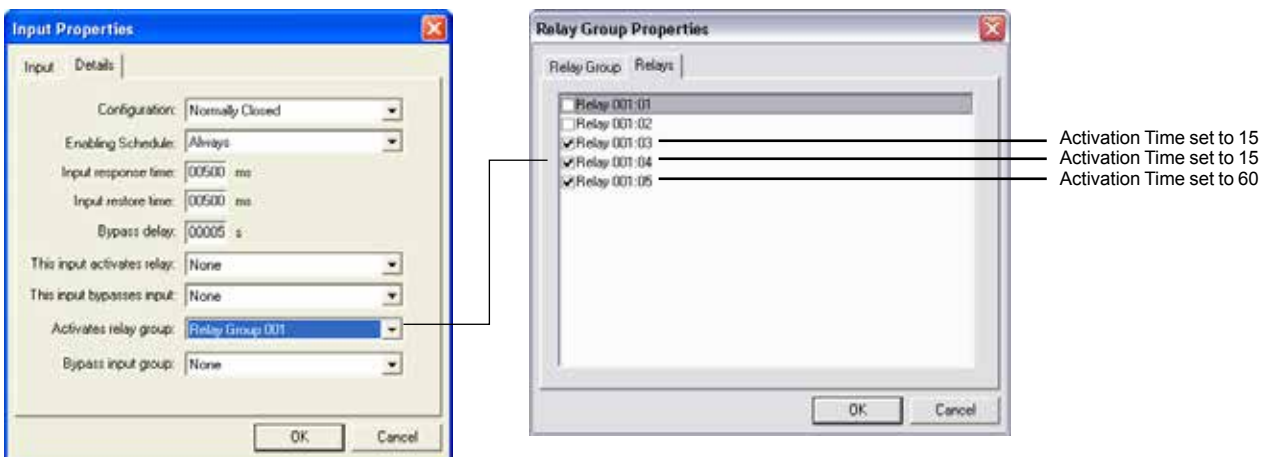 Input Properties
Input Details
Configuration: Normally Closed
Enabling Schedule: Always
Input response time: 00500 ms
Input restore time: 00500 ms
Bypass delay: 00005 s
This input activates relay: None
This input bypasses input: None
Activates relay group: Relay Group 001
Bypass input group: None
OK Cancel
Relay Group Properties
Relay Group Relays
Relay 001:01
Relay 001:02
Relay 001:03
Relay 001:04
Relay 001:05
OK Cancel
Activation Time set to 15
Activation Time set to 15
Activation Time set to 60